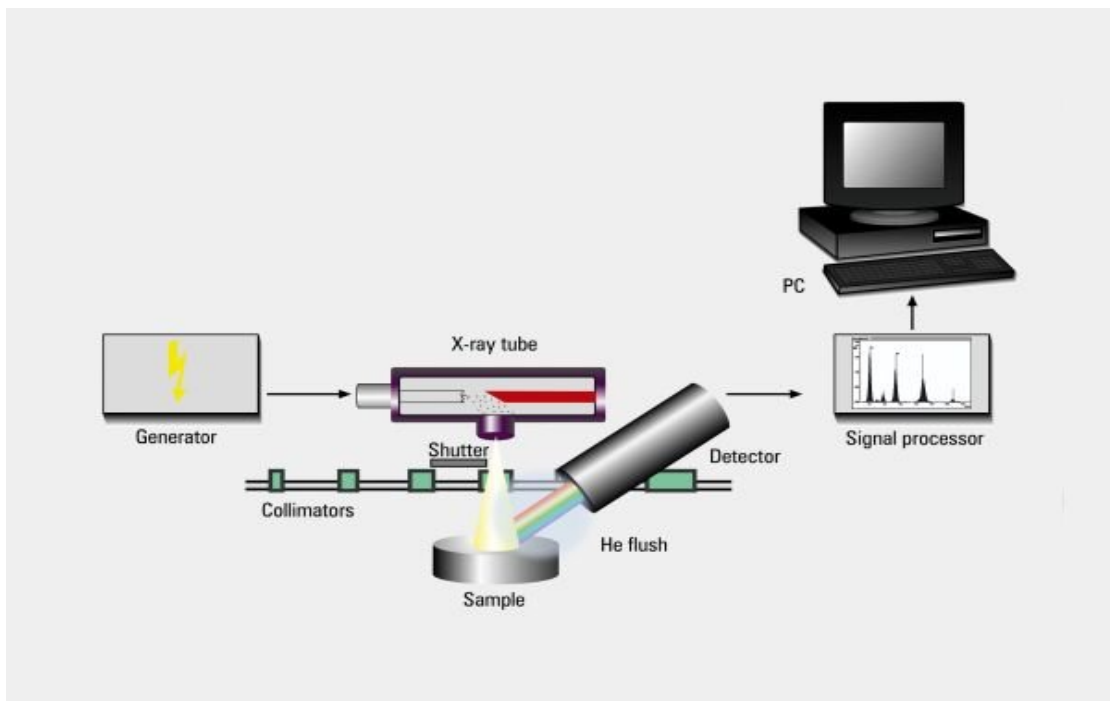 PC
X-ray tube
Generator
Shutter
Detector
Signal processor
Collimators
He flush
Sample